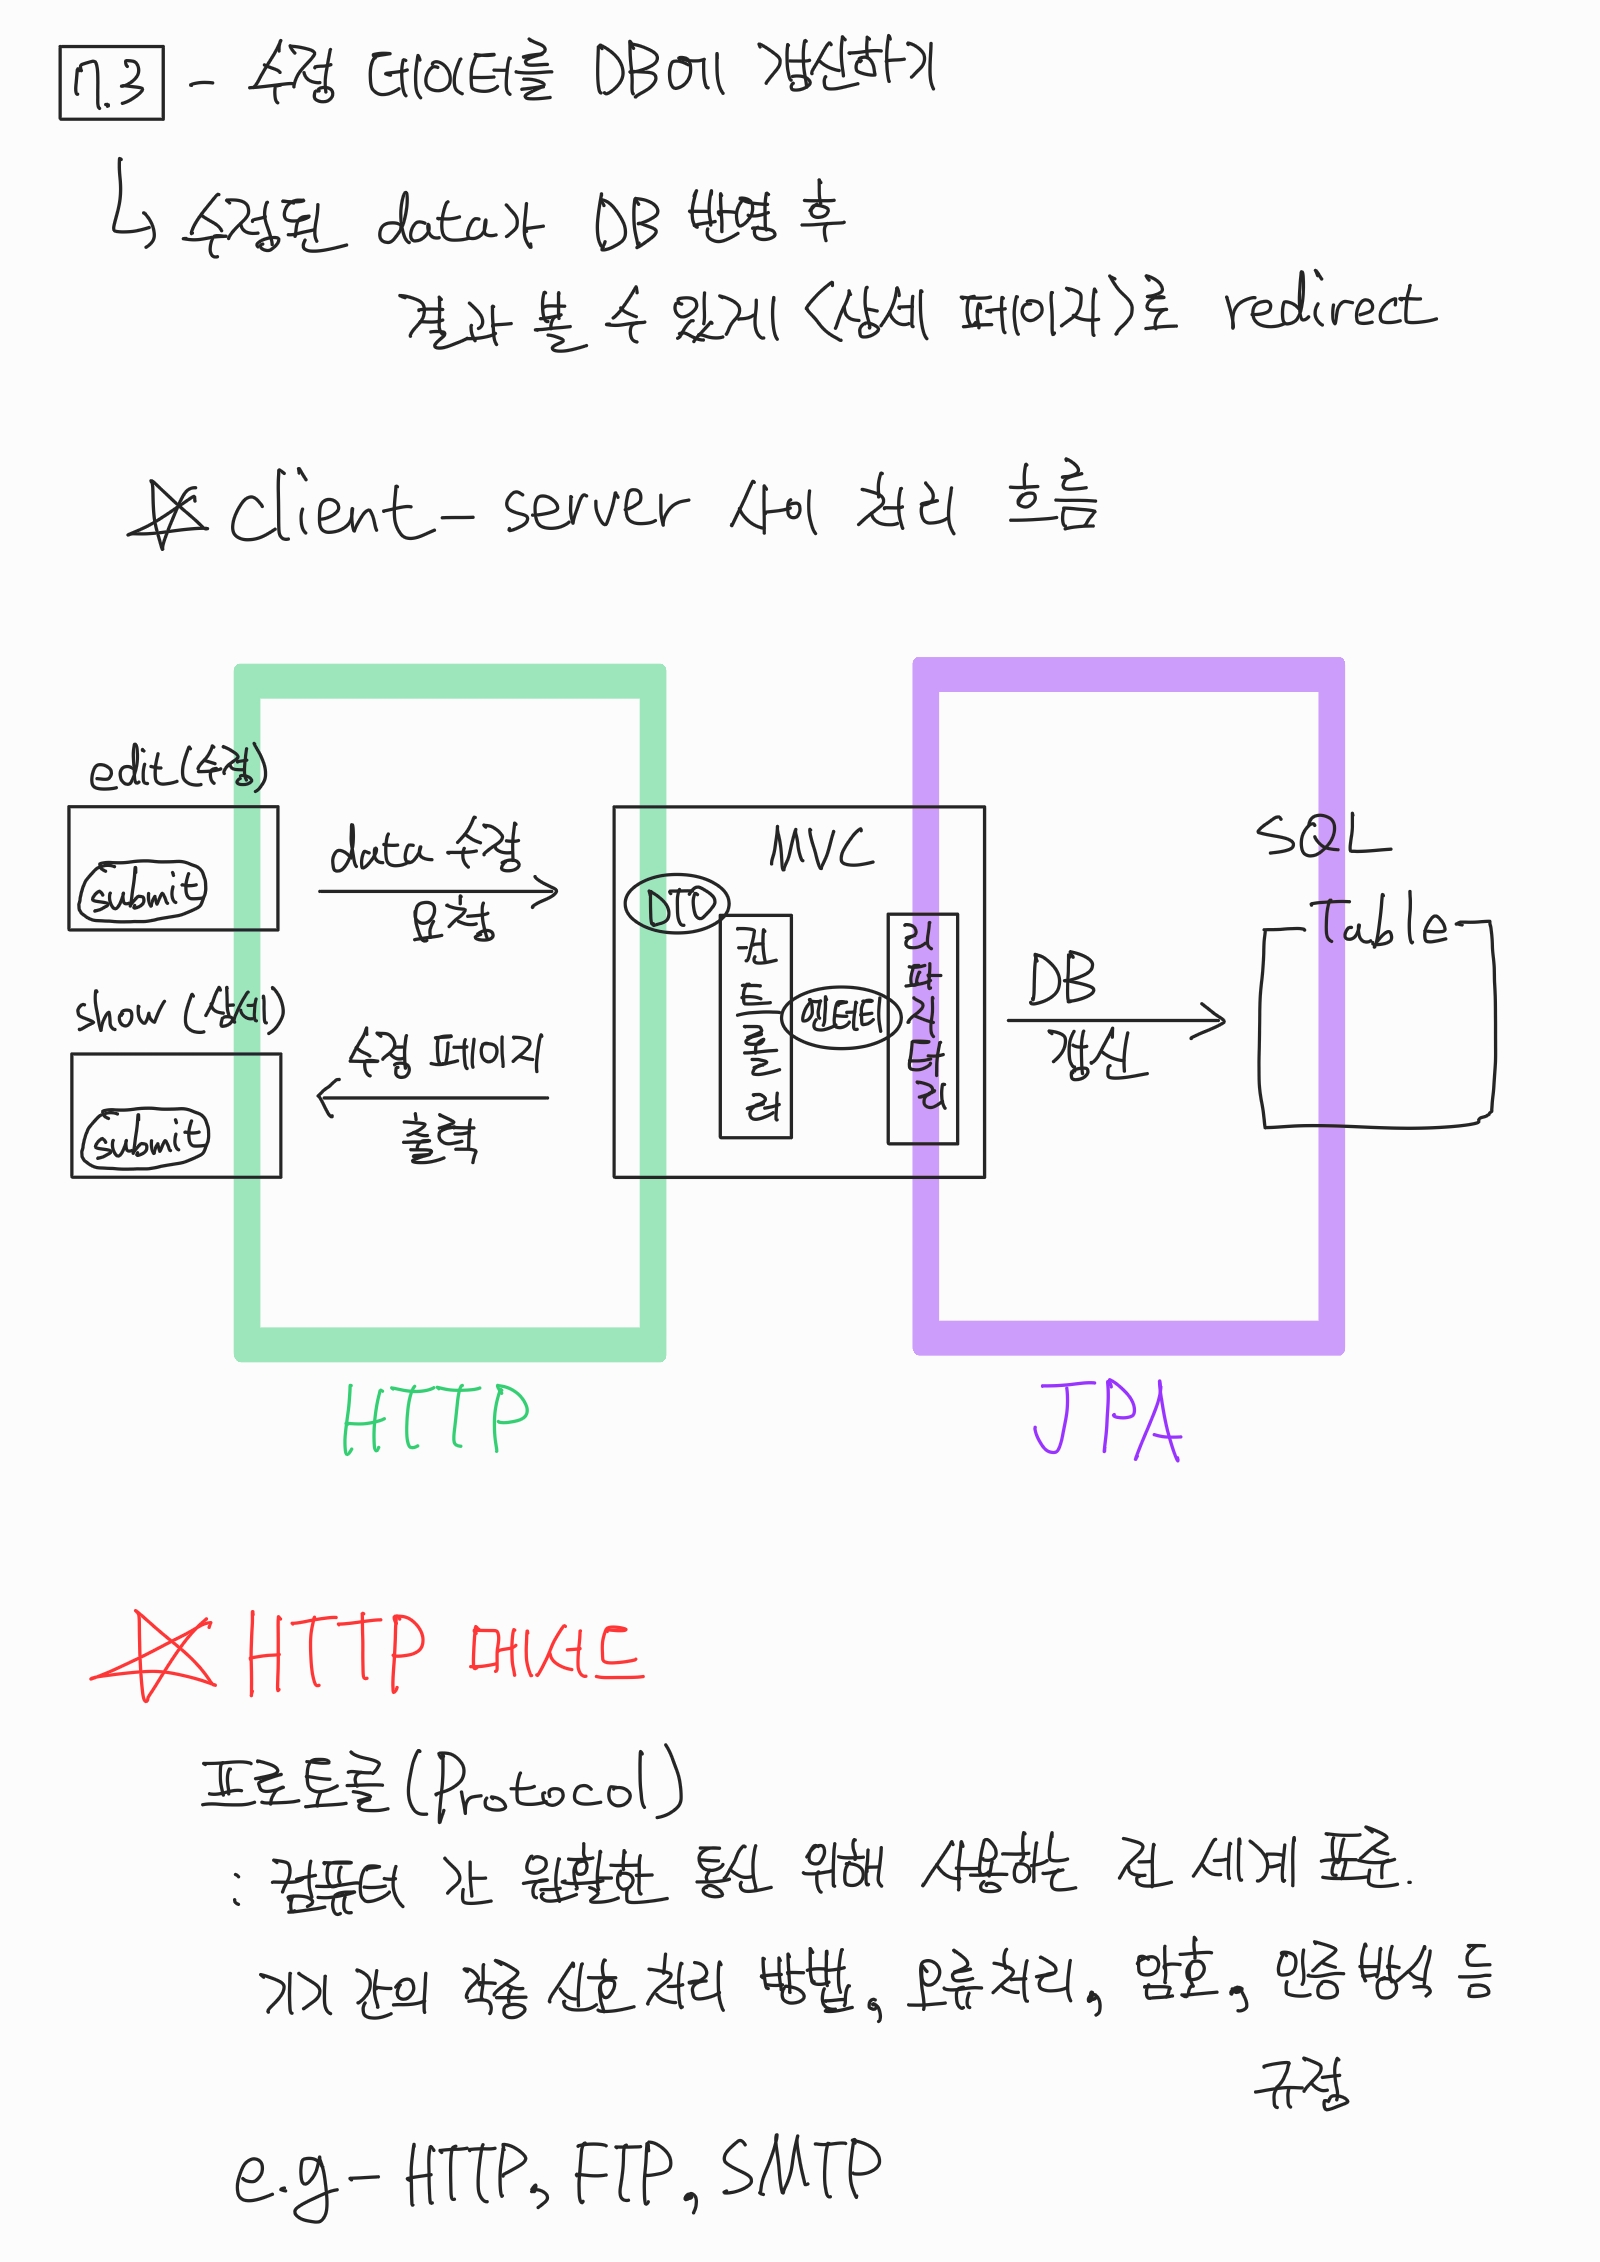 7.3 - 수정 데이터를 DB에 갱신하기
↳ 수정된 data가 DB 반영 후
결과 볼 수 있게 <상세 페이지>로 redirect
☆ client - server 사이 처리 흐름
edit (수정)
submit
data 수정
요청
show (상세)
submit
수정 페이지
출력
MVC
DTO
컨트롤러
엔티티
리파지터리
DB
갱신
SQL
Table
HTTP
JPA
☆ HTTP 메서드
프로토콜 (Protocol)
: 컴퓨터 간 원활한 통신 위해 사용하는 전 세계 표준.
기기 간의 각종 신호 처리 방법, 오류 처리, 암호, 인증 방식 등
규정
e.g - HTTP, FTP, SMTP